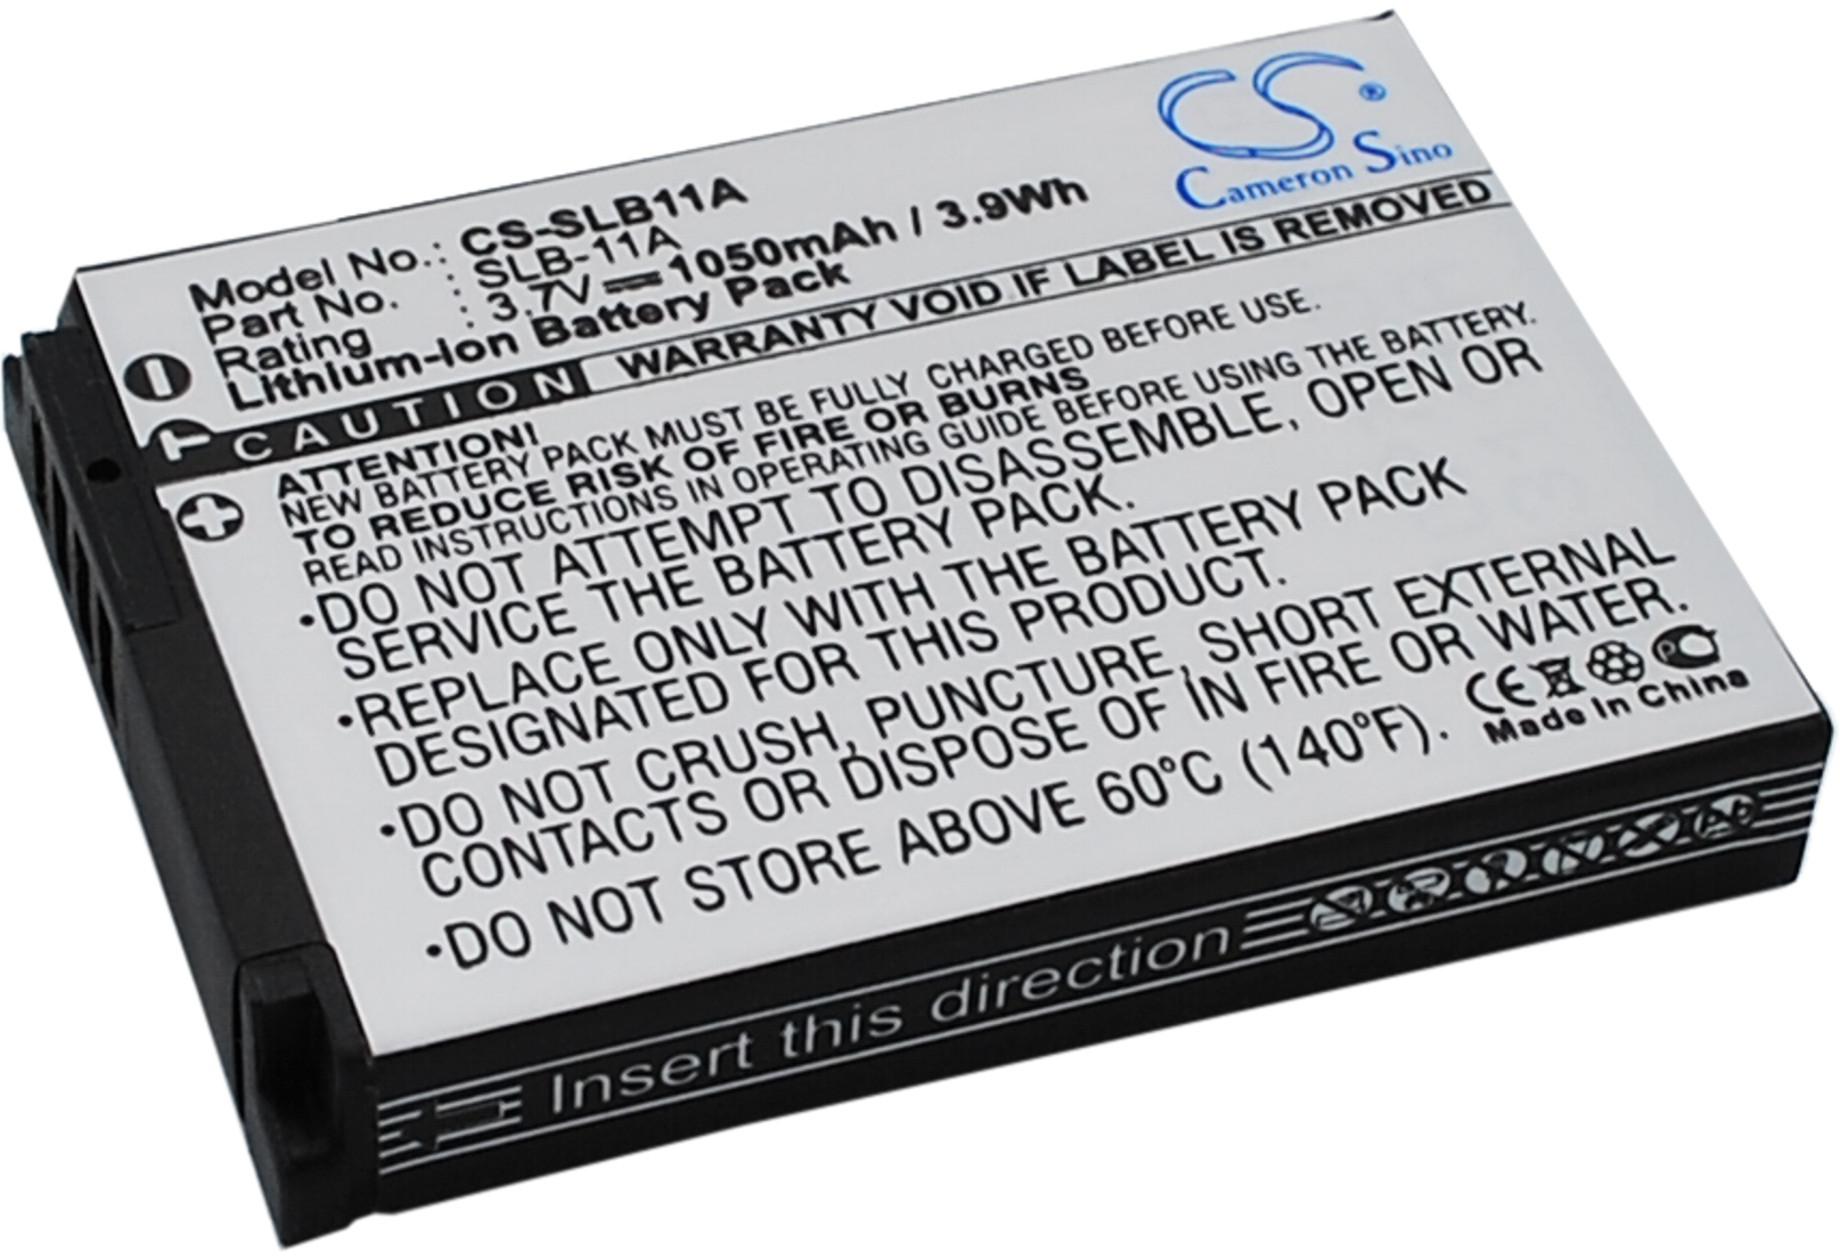 CS®
Cameron Sino
Model No.: CS-SLB11A
Part No. : SLB-11A
Rating : 3.7V 1050mAh / 3.9Wh
Lithium-Ion Battery Pack
CAUTION WARRANTY VOID IF LABEL IS REMOVED
T
ATTENTION!
NEW BATTERY PACK MUST BE FULLY CHARGED BEFORE USE.
TO REDUCE RISK OF FIRE OR BURNS
READ INSTRUCTIONS IN OPERATING GUIDE BEFORE USING THE BATTERY.
•DO NOT ATTEMPT TO DISASSEMBLE, OPEN OR
SERVICE THE BATTERY PACK.
•REPLACE ONLY WITH THE BATTERY PACK
DESIGNATED FOR THIS PRODUCT.
•DO NOT CRUSH, PUNCTURE, SHORT EXTERNAL
CONTACTS OR DISPOSE OF IN FIRE OR WATER.
•DO NOT STORE ABOVE 60°C (140°F).
CE
Made In China
Insert this direction